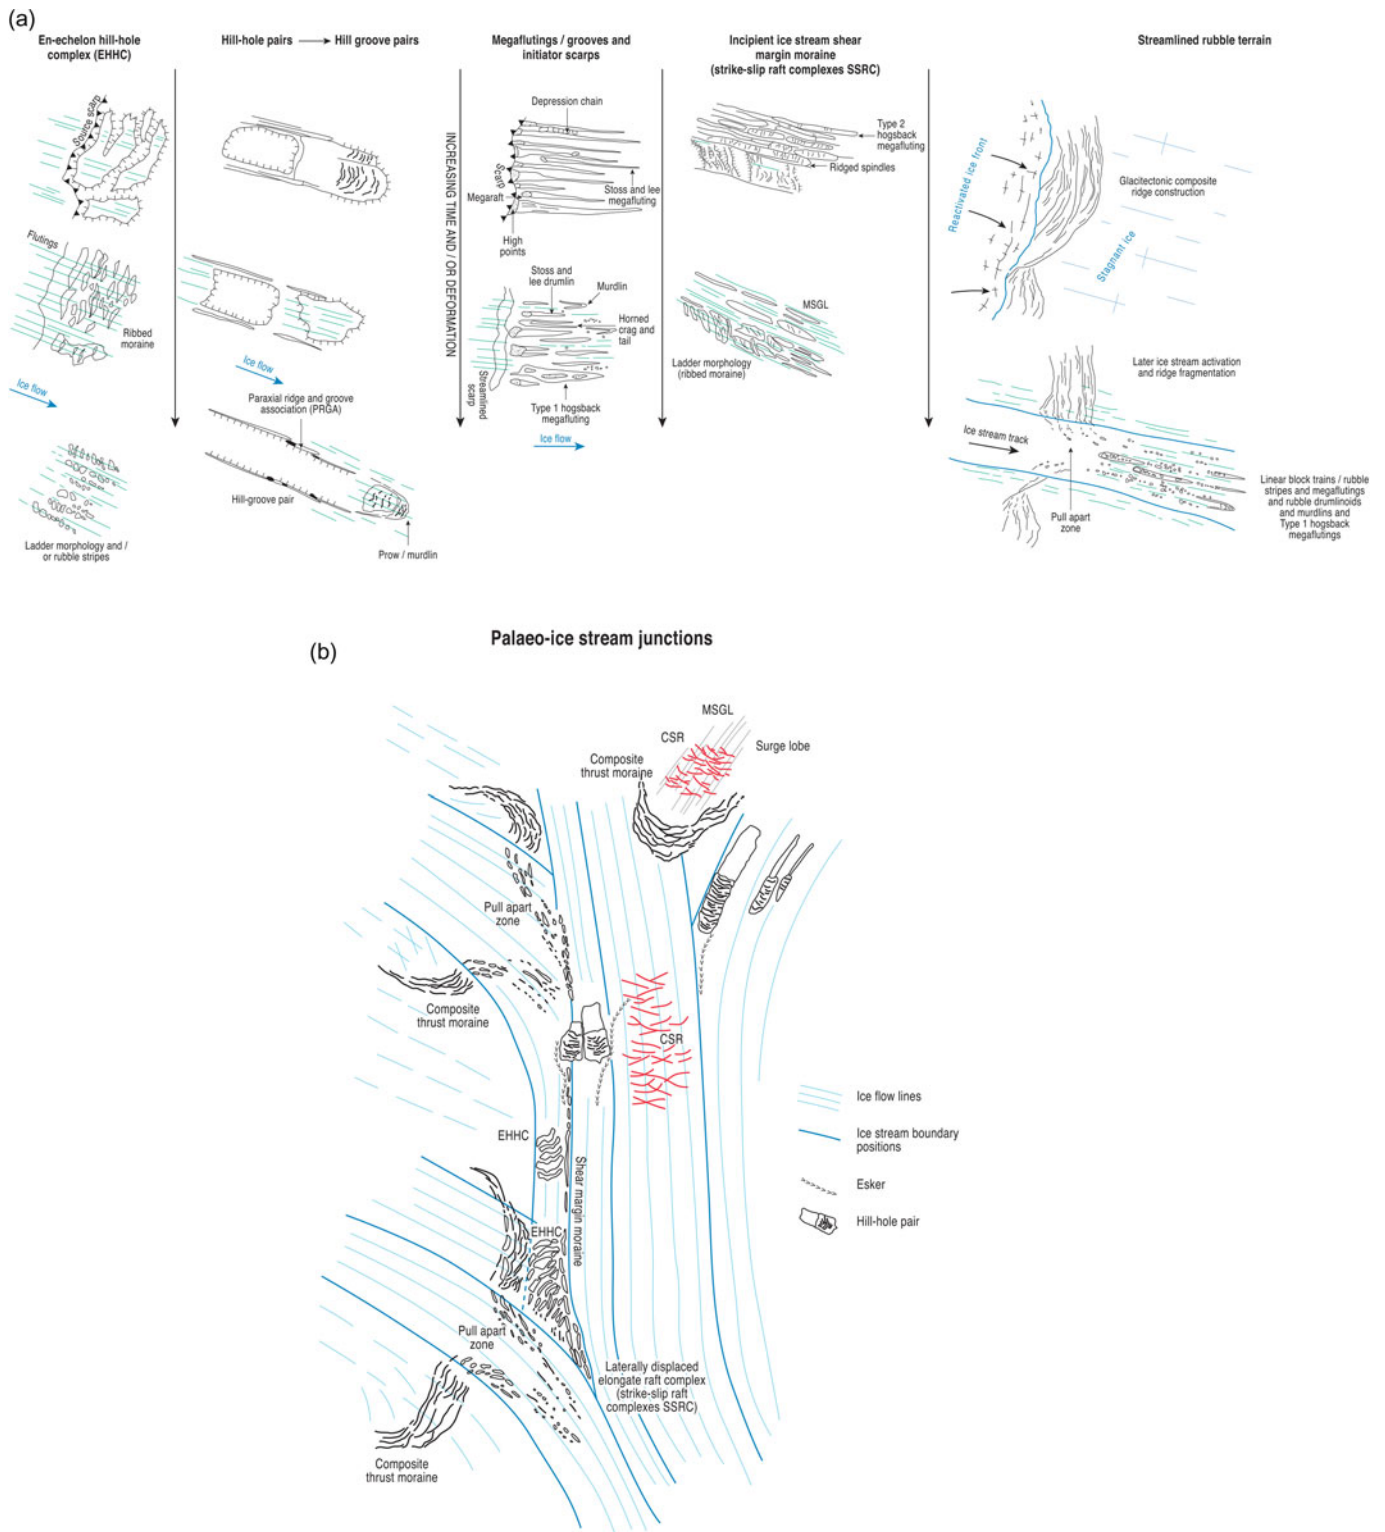 (a)
En-echelon hill-hole
complex (EHHC)
Hill-hole pairs
Hill groove pairs
Megaflutings / grooves and
initiator scarps
Incipient ice stream shear
margin moraine
(strike-slip raft complexes SSRC)
Streamlined rubble terrain
Source scarp
Flutings
Ribbed
moraine
Ice flow
Ladder morphology and /
or rubble stripes
Ice flow
Paraxial ridge and groove
association (PRGA)
Hill-groove pair
Prow / murdlin
INCREASING TIME AND / OR DEFORMATION
Depression chain
Scarp
Megaraft
Stoss and lee
megafluting
High
points
Stoss and
lee drumlin
Murdlin
Horned
crag and
tail
Streamlined
scarp
Type 1 hogsback
megafluting
Ice flow
Type 2
hogsback
megafluting
Ridged spindles
MSGL
Ladder morphology
(ribbed moraine)
Reactivated ice front
Glacitectonic composite
ridge construction
Stagnant ice
Later ice stream activation
and ridge fragmentation
Ice stream track
Pull apart
zone
Linear block trains / rubble
stripes and megaflutings
and rubble drumlinoids
and murdlins and
Type 1 hogsback
megaflutings
Palaeo-ice stream junctions
(b)
MSGL
CSR
Surge lobe
Composite
thrust moraine
Pull apart
zone
Composite
thrust moraine
CSR
EHHC
Shear margin moraine
EHHC
Pull apart
zone
Laterally displaced
elongate raft complex
(strike-slip raft
complexes SSRC)
Composite
thrust moraine
Ice flow lines
Ice stream boundary
positions
Esker
Hill-hole pair